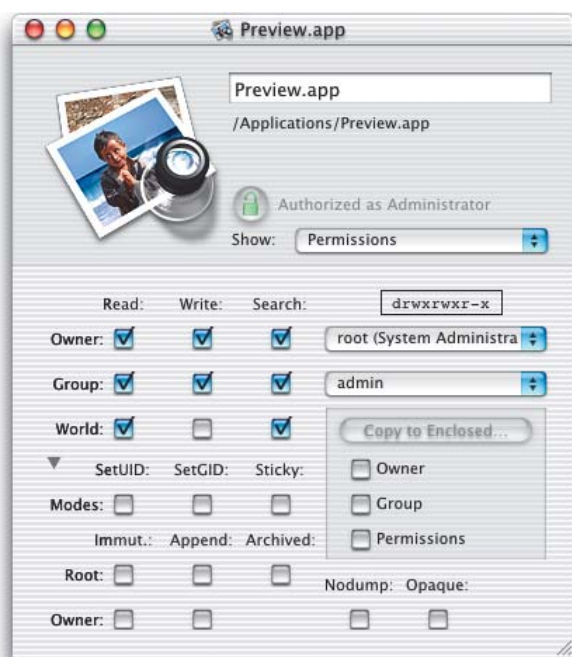 Preview.app
Preview.app
/Applications/Preview.app
Authorized as Administrator
Show: Permissions
Read: Write: Search: drwxrwxr-x
Owner: root (System Administra
Group: admin
World: Copy to Enclosed...
SetUID: SetGID: Sticky: Owner
Modes: Group
Immut.: Append: Archived: Permissions
Root: Nodump: Opaque:
Owner: